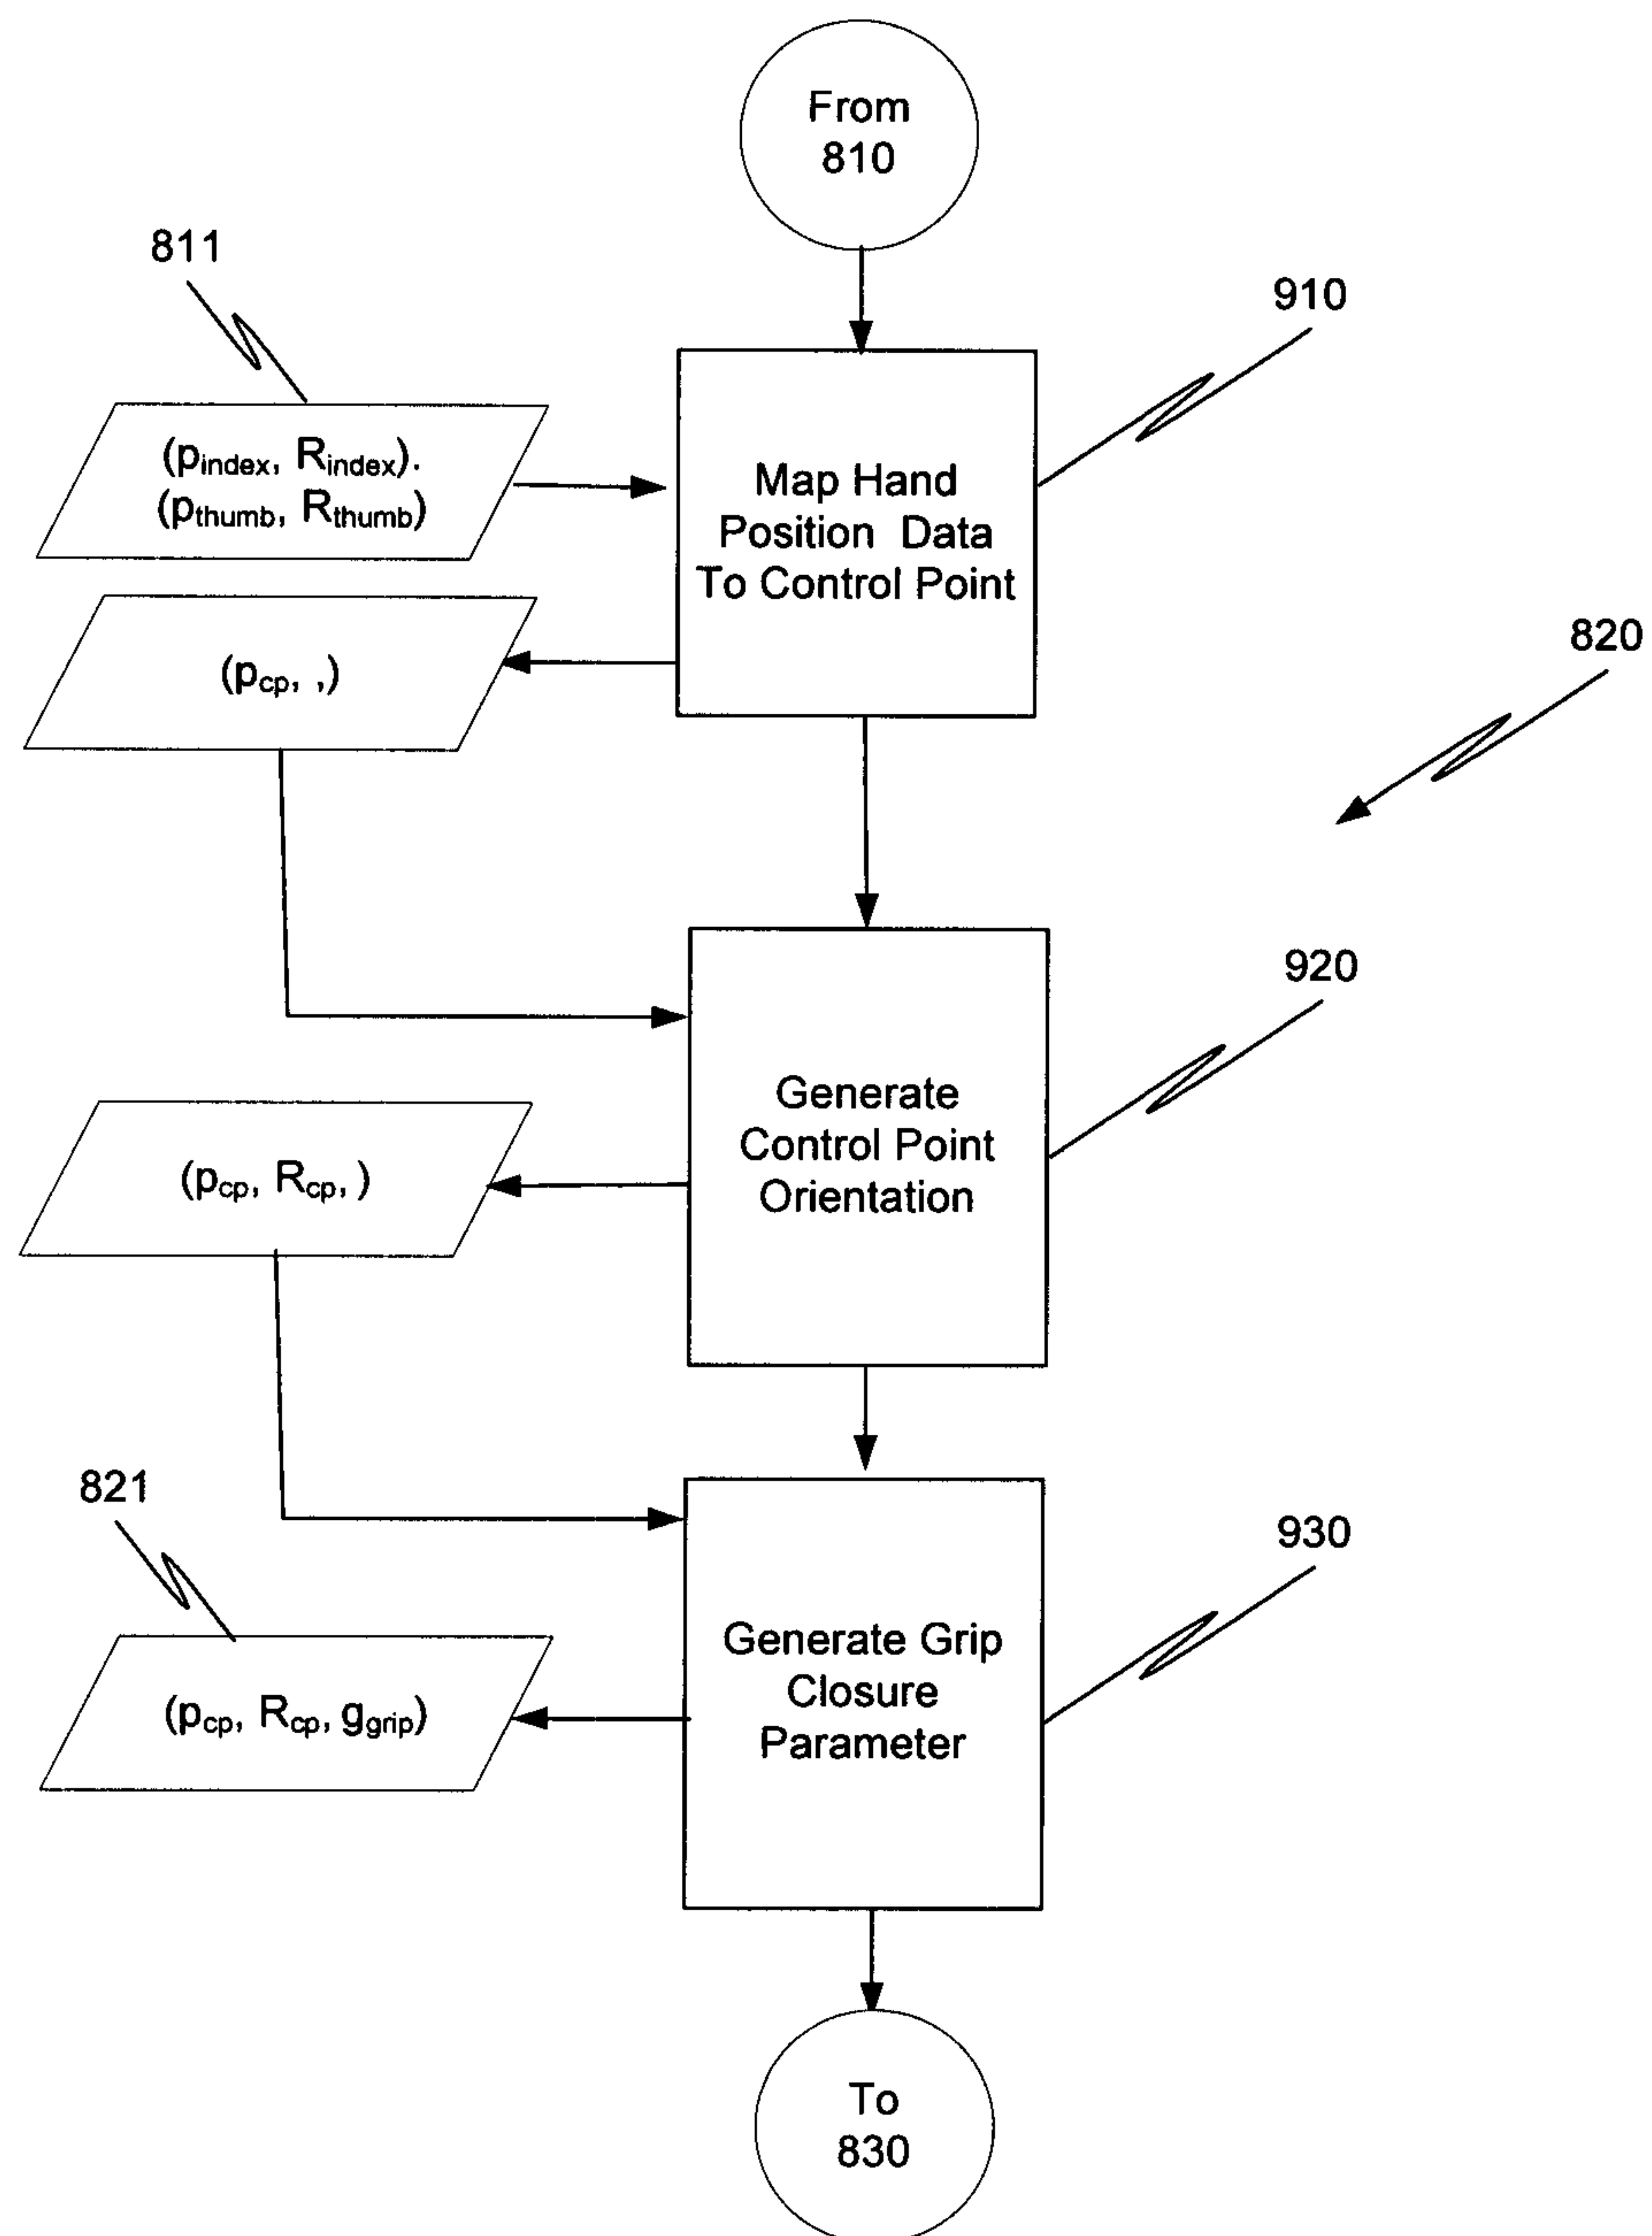 From
810
811
910
(pindex, Rindex).
(pthumb, Rthumb)
Map Hand
Position Data
To Control Point
820
(pcp, ,)
920
Generate
Control Point
Orientation
(pcp, Rcp, )
821
930
Generate Grip
Closure
Parameter
(pcp, Rcp, ggrip)
To
830